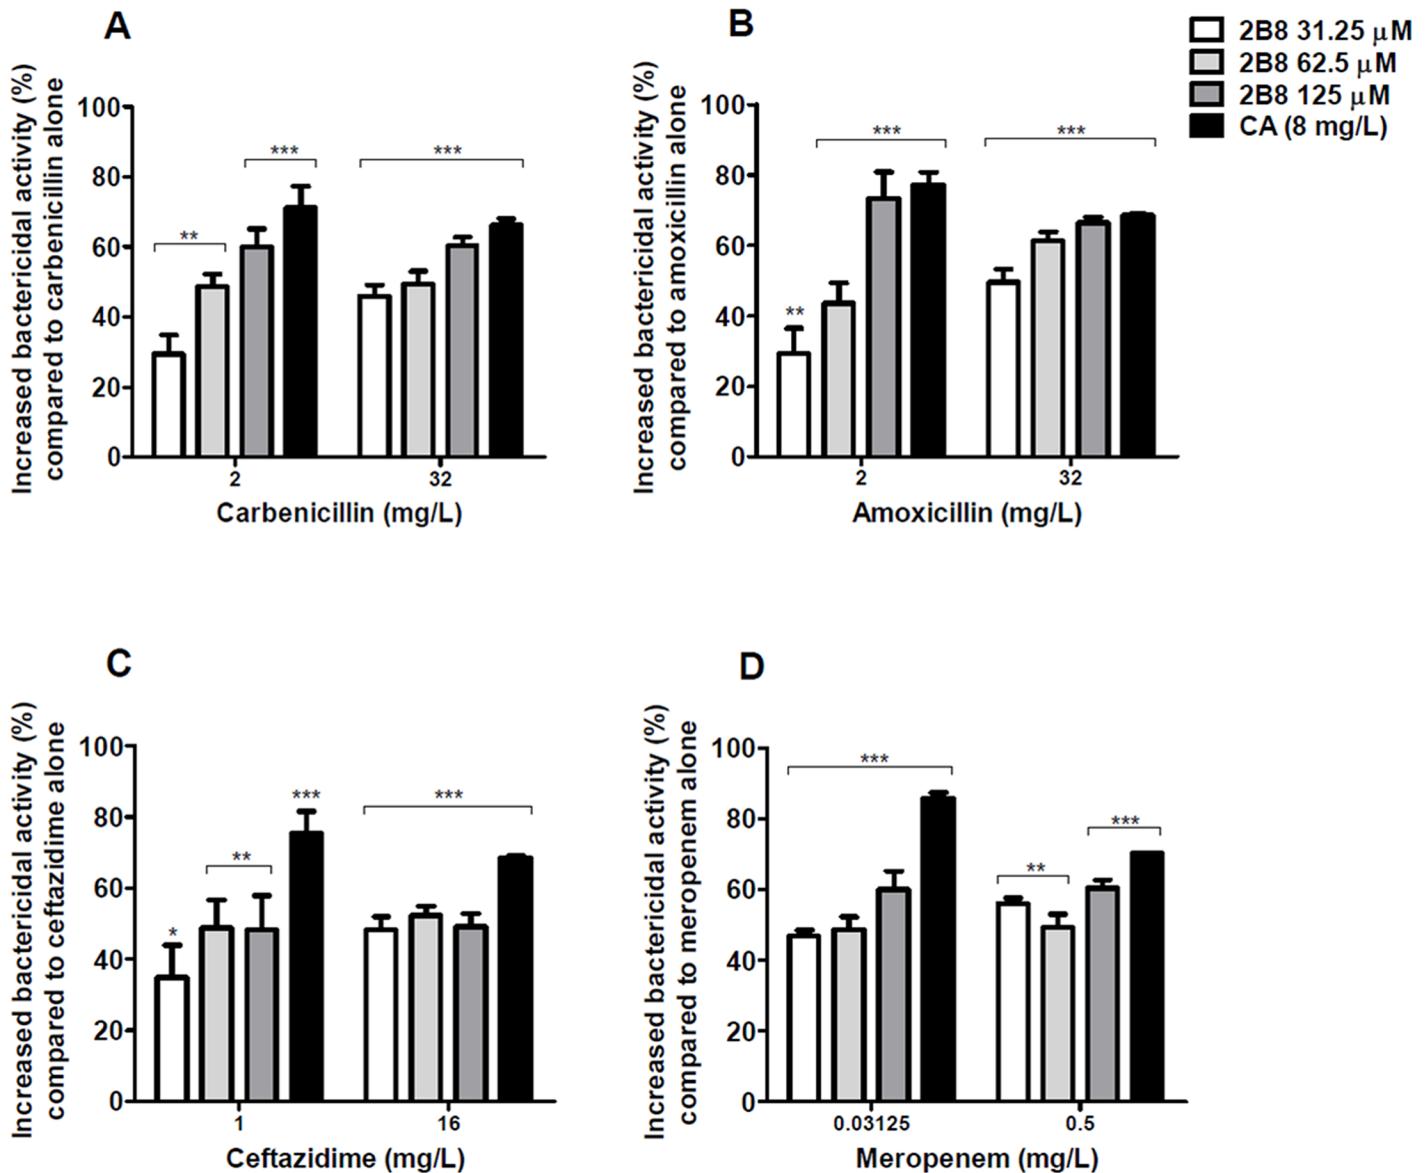 A
B
2B8 31.25 μM
2B8 62.5 μM
2B8 125 μM
CA (8 mg/L)
Increased bactericidal activity (%)
compared to carbenicillin alone
100
80
60
40
20
0
**
***
***
2
32
Carbenicillin (mg/L)
Increased bactericidal activity (%)
compared to amoxicillin alone
100
80
60
40
20
0
**
***
***
2
32
Amoxicillin (mg/L)
C
D
Increased bactericidal activity (%)
compared to ceftazidime alone
100
80
60
40
20
0
*
**
***
***
1
16
Ceftazidime (mg/L)
Increased bactericidal activity (%)
compared to meropenem alone
100
80
60
40
20
0
***
**
***
0.03125
0.5
Meropenem (mg/L)